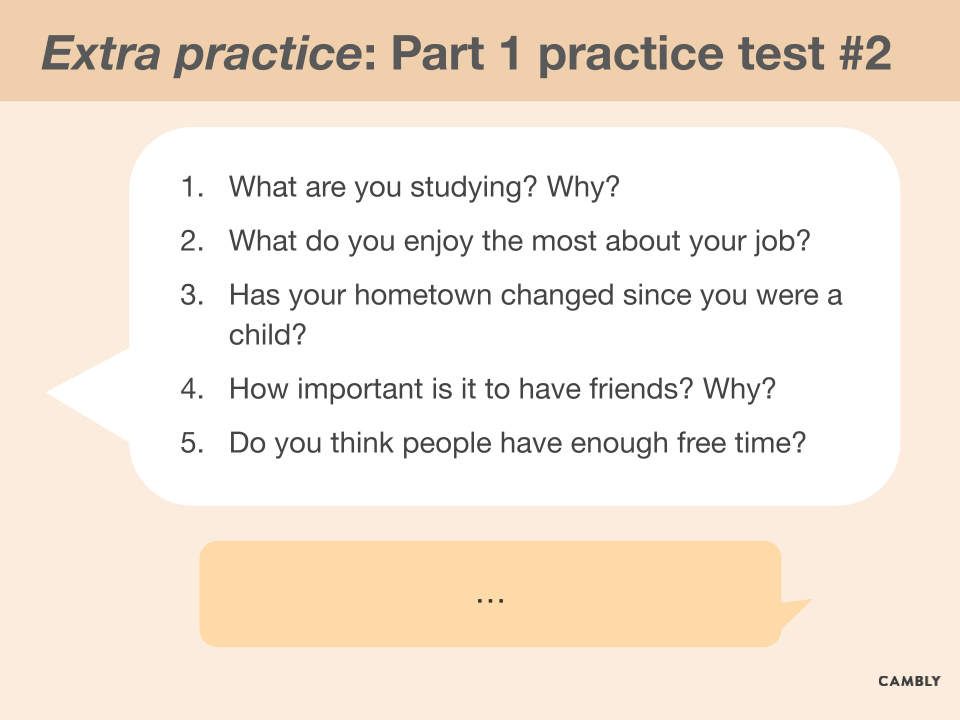 Extra practice: Part 1 practice test #2
1. What are you studying? Why?
2. What do you enjoy the most about your job?
3. Has your hometown changed since you were a
child?
4. How important is it to have friends? Why?
5. Do you think people have enough free time?
...
CAMBLY